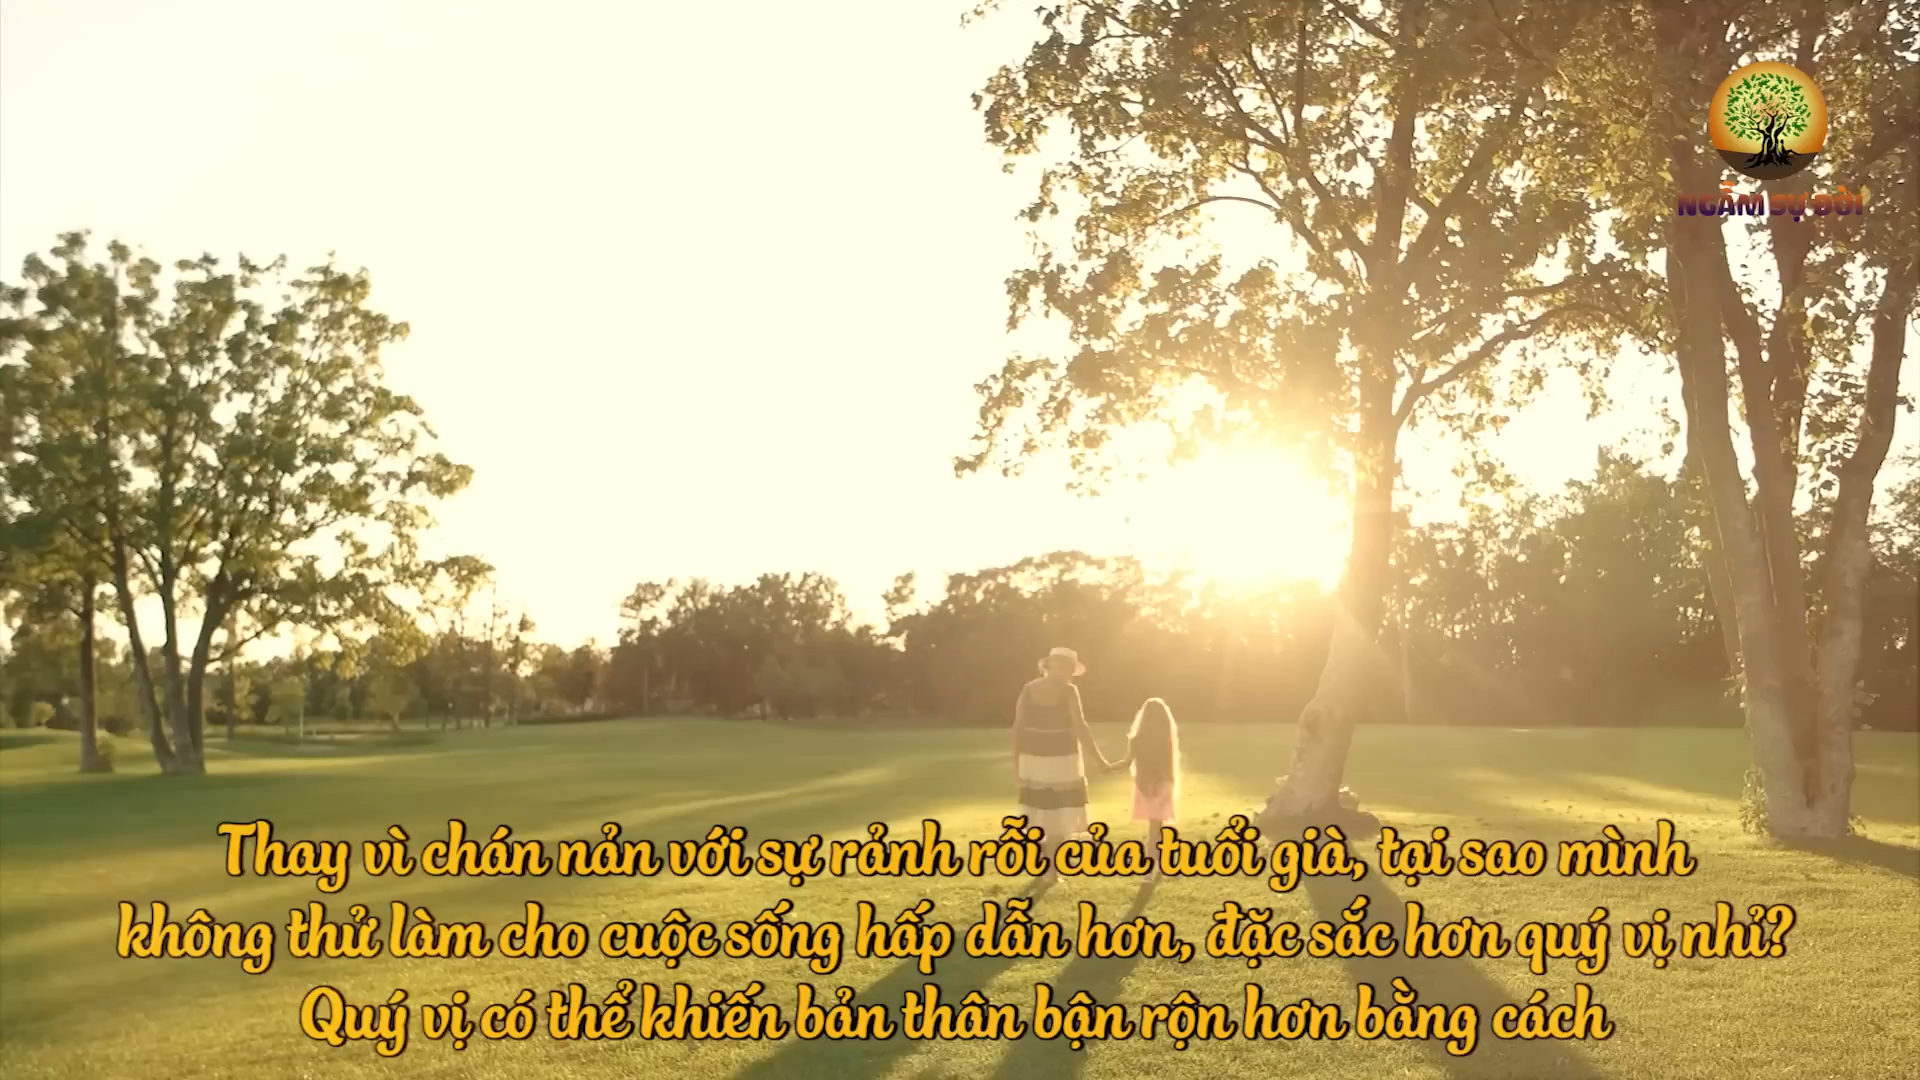 NGẪM SỰ ĐỜI
Thay vì chán nản với sự rảnh rỗi của tuổi già, tại sao mình
không thử làm cho cuộc sống hấp dẫn hơn, đặc sắc hơn quý vị nhỉ?
Quý vị có thể khiến bản thân bận rộn hơn bằng cách